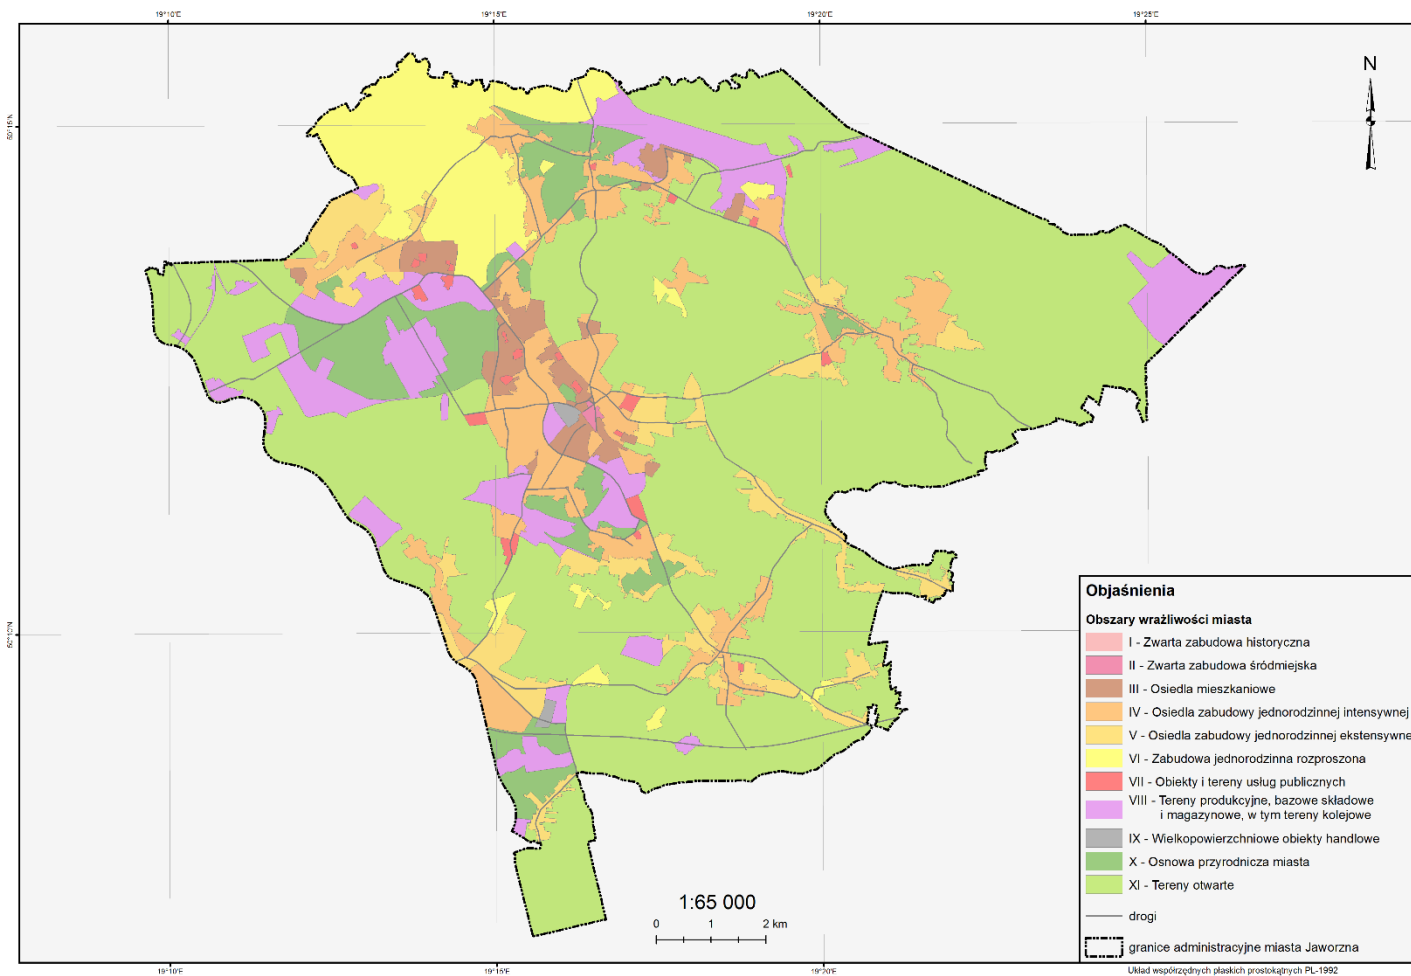 19°10'E 19°15'E 19°20'E 19°25'E
N
50°15'N
50°10'N
Objaśnienia
Obszary wrażliwości miasta
I - Zwarta zabudowa historyczna
II - Zwarta zabudowa śródmiejska
III - Osiedla mieszkaniowe
IV - Osiedla zabudowy jednorodzinnej intensywnej
V - Osiedla zabudowy jednorodzinnej ekstensywne
VI - Zabudowa jednorodzinna rozproszona
VII - Obiekty i tereny usług publicznych
VIII - Tereny produkcyjne, bazowe składowe
i magazynowe, w tym tereny kolejowe
IX - Wielkopowierzchniowe obiekty handlowe
X - Osnowa przyrodnicza miasta
XI - Tereny otwarte
drogi
granice administracyjne miasta Jaworzna
1:65 000
0 1 2 km
19°10'E 19°15'E 19°20'E
Układ współrzędnych płaskich prostokątnych PL-1992